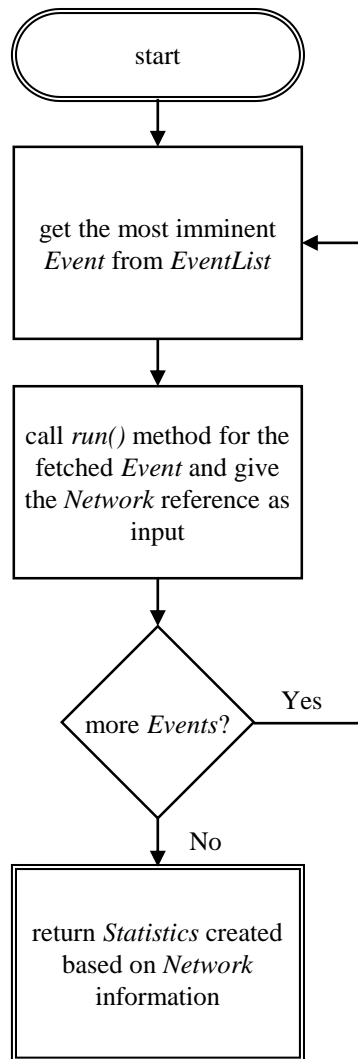 start
get the most imminent
Event from EventList
call run() method for the
fetched Event and give
the Network reference as
input
more Events?
Yes
No
return Statistics created
based on Network
information